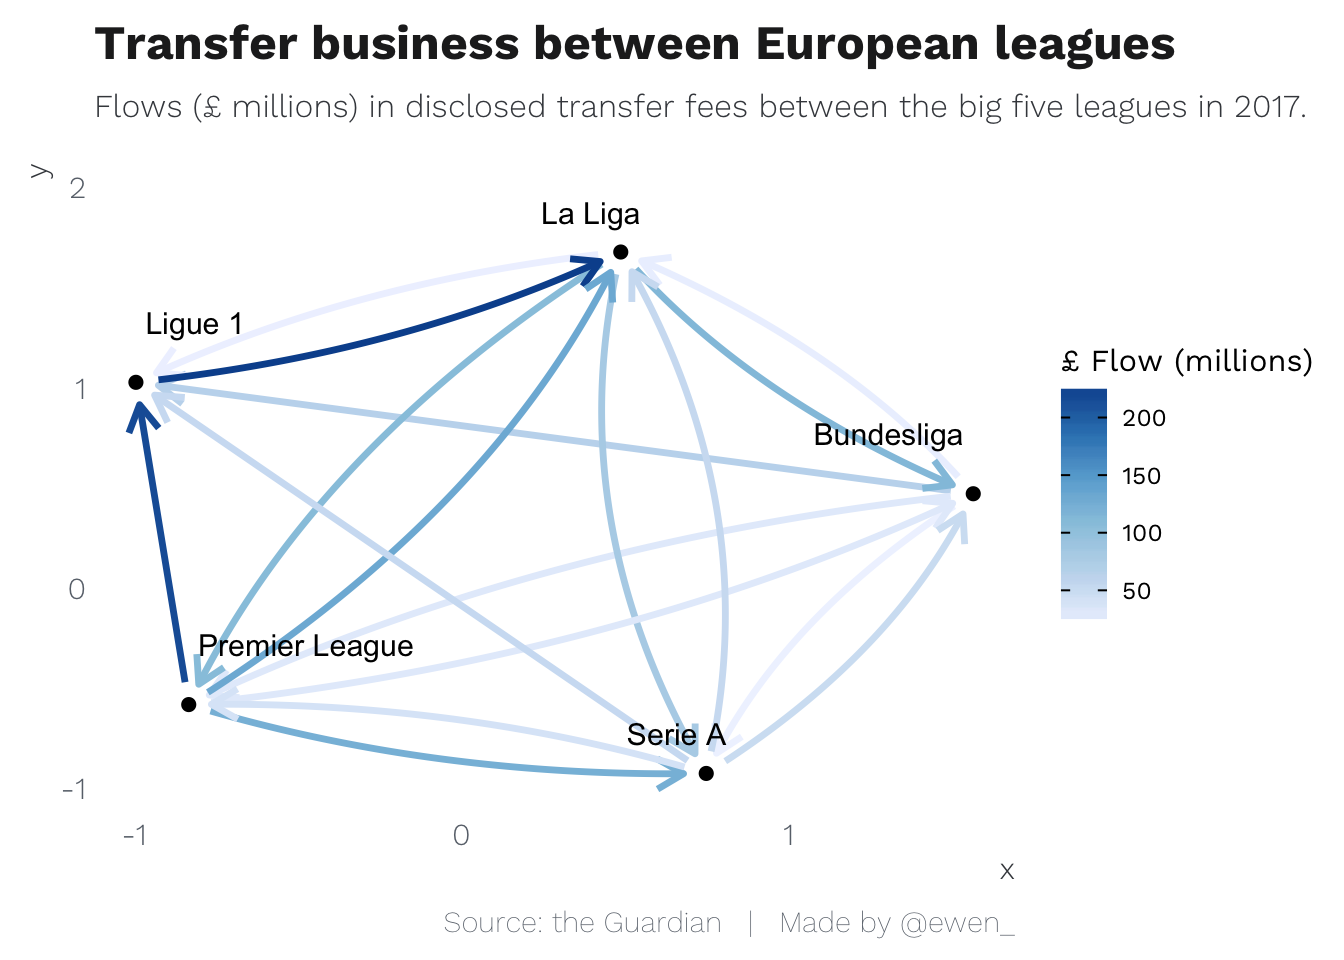 Transfer business between European leagues
Flows (£ millions) in disclosed transfer fees between the big five leagues in 2017.
y
2
La Liga
Ligue 1
£ Flow (millions)
1
200
Bundesliga
150
100
0
50
Premier League
Serie A
-1
-1 0 1
x
Source: the Guardian | Made by @ewen_